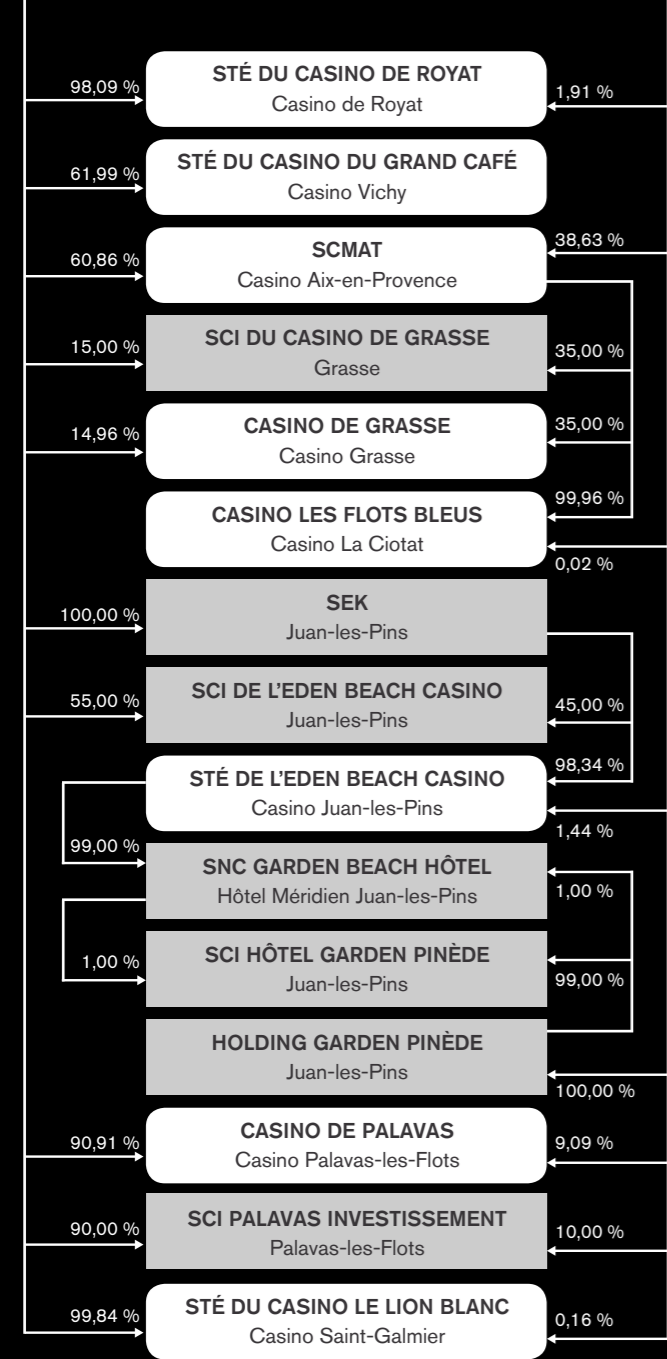 98,09 %
STÉ DU CASINO DE ROYAT
Casino de Royat
1,91 %
61,99 %
STÉ DU CASINO DU GRAND CAFÉ
Casino Vichy
60,86 %
SCMAT
Casino Aix-en-Provence
38,63 %
15,00 %
SCI DU CASINO DE GRASSE
Grasse
35,00 %
14,96 %
CASINO DE GRASSE
Casino Grasse
35,00 %
CASINO LES FLOTS BLEUS
Casino La Ciotat
99,96 %
0,02 %
100,00 %
SEK
Juan-les-Pins
55,00 %
SCI DE L'EDEN BEACH CASINO
Juan-les-Pins
45,00 %
STÉ DE L'EDEN BEACH CASINO
Casino Juan-les-Pins
98,34 %
1,44 %
99,00 %
SNC GARDEN BEACH HÔTEL
Hôtel Méridien Juan-les-Pins
1,00 %
1,00 %
SCI HÔTEL GARDEN PINÈDE
Juan-les-Pins
99,00 %
HOLDING GARDEN PINÈDE
Juan-les-Pins
100,00 %
90,91 %
CASINO DE PALAVAS
Casino Palavas-les-Flots
9,09 %
90,00 %
SCI PALAVAS INVESTISSEMENT
Palavas-les-Flots
10,00 %
99,84 %
STÉ DU CASINO LE LION BLANC
Casino Saint-Galmier
0,16 %